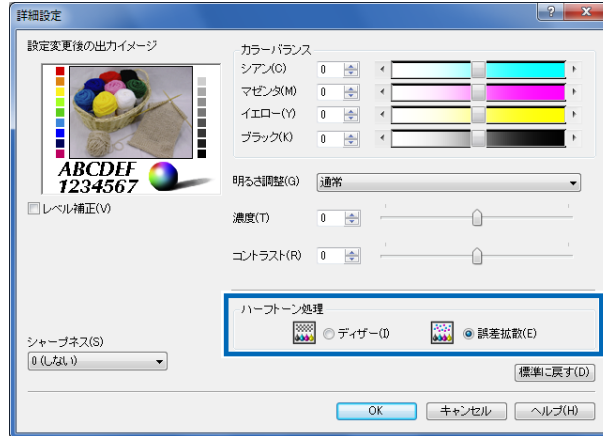 詳細設定
設定変更後の出力イメージ
ABCDEF
1234567
レベル補正(V)
シャープネス(S)
0 (しない)
カラーバランス
シアン(C) 0
マゼンタ(M) 0
イエロー(Y) 0
ブラック(K) 0
明るさ調整(G) 通常
濃度(T) 0
コントラスト(R) 0
ハーフトーン処理
ディザー(I) 誤差拡散(E)
標準に戻す(D)
OK キャンセル ヘルプ(H)